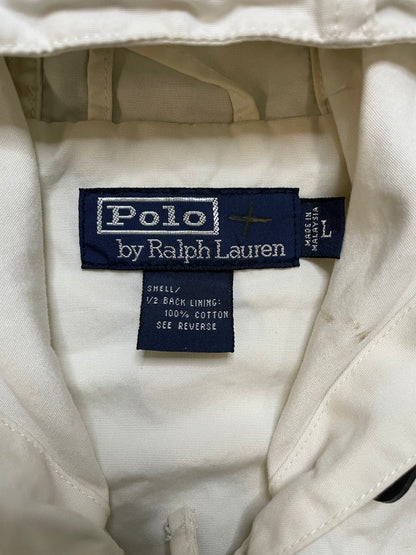 Polo
by Ralph Lauren
MADE IN
MALAYSIA
L
SHELL/
1/2 BACK LINING:
100% COTTON
SEE REVERSE